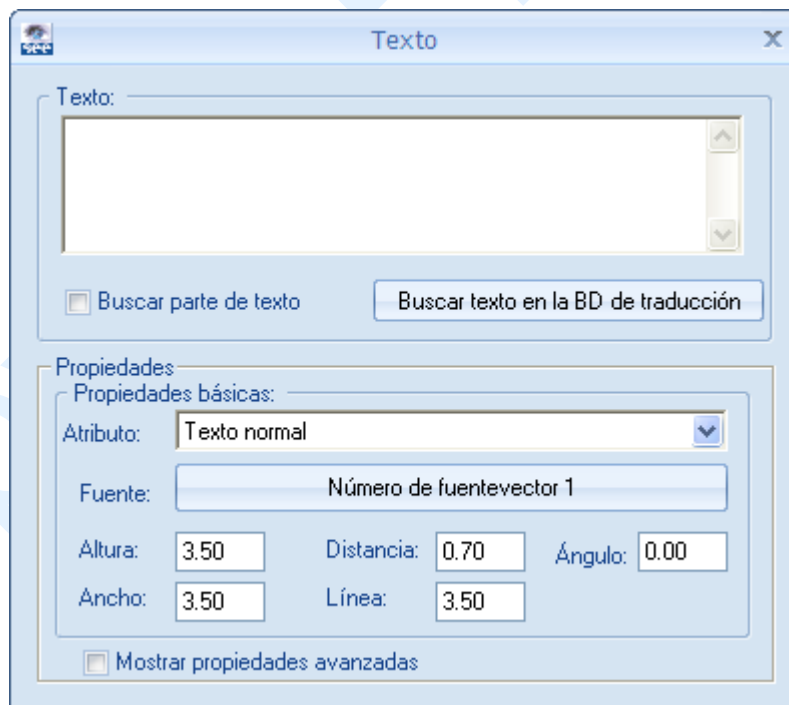 see
Texto
Texto:
Buscar parte de texto
Buscar texto en la BD de traducción
Propiedades
Propiedades básicas:
Atributo: Texto normal
Fuente: Número de fuentevector 1
Altura: 3.50 Distancia: 0.70 Ángulo: 0.00
Ancho: 3.50 Línea: 3.50
Mostrar propiedades avanzadas